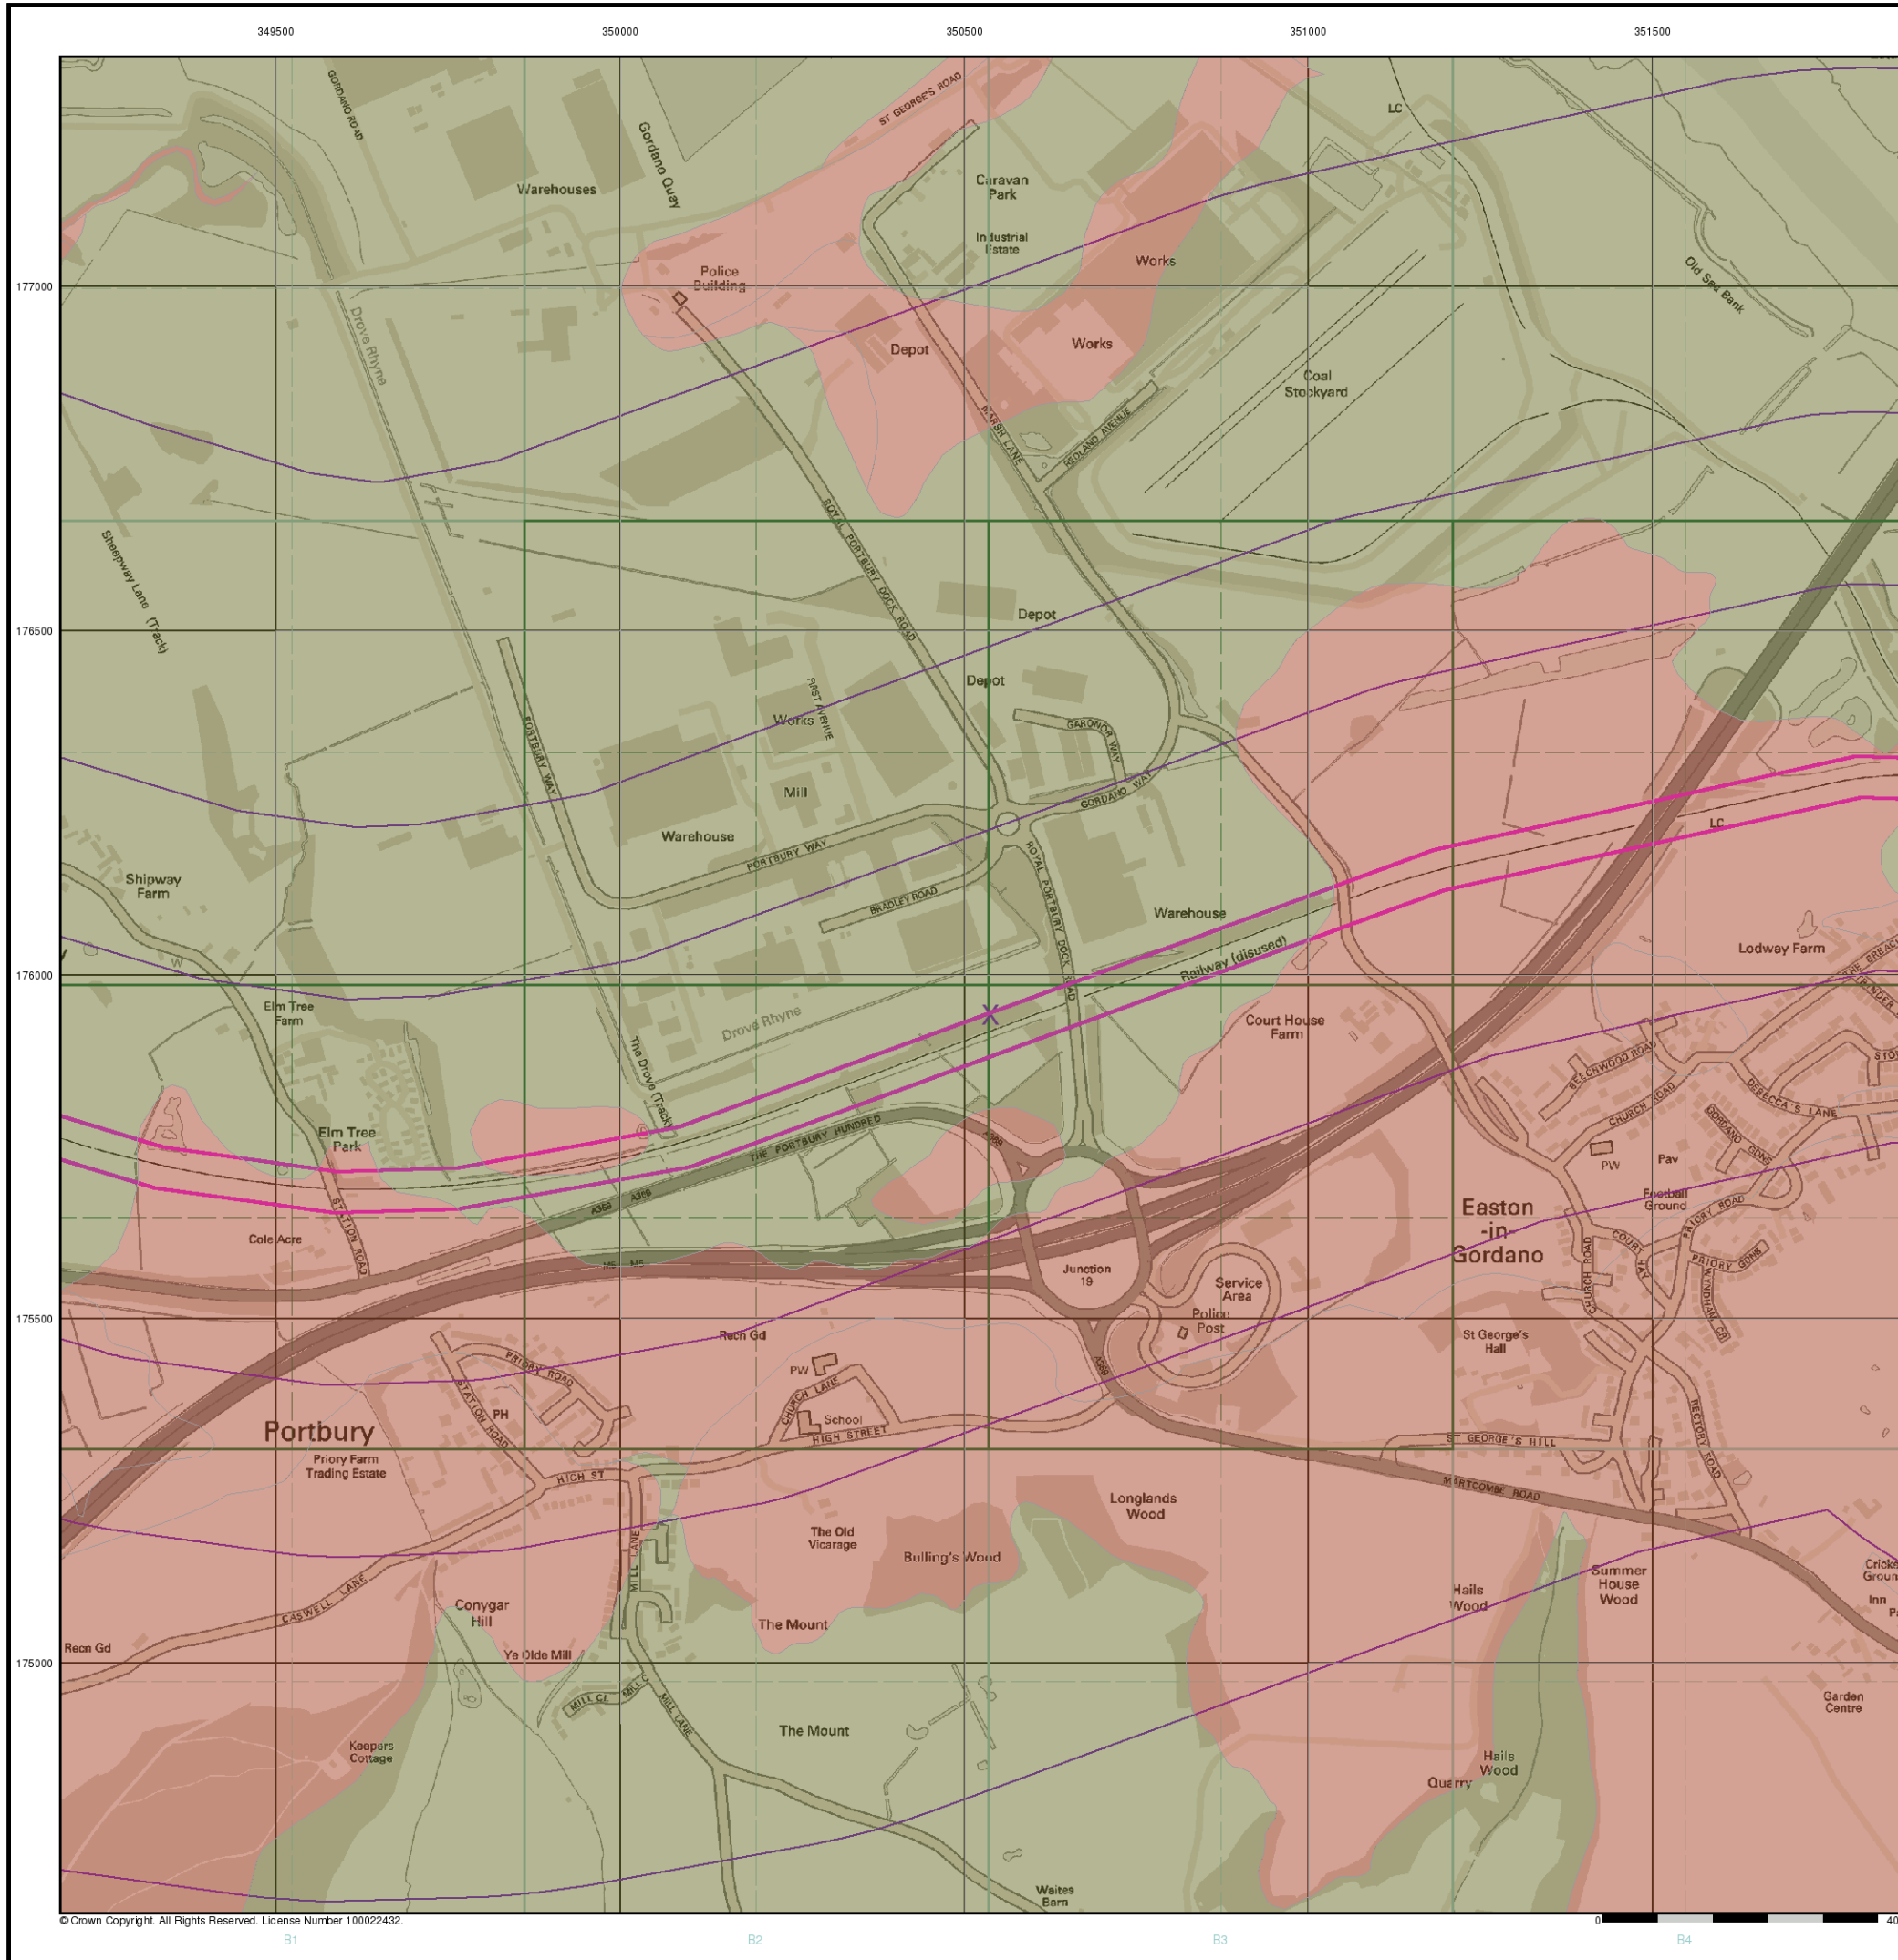 349500
350000
350500
351000
351500
177000
176500
176000
175500
175000
GORDANO ROAD
Gordano Quay
Warehouses
ST GEORGE'S ROAD
LC
Caravan
Park
Industrial
Estate
Works
Old Sea Bank
Police
Building
Drove Rhyne
Depot
Works
Coal
Stockyard
MARSH LANE
REDLAND AVENUE
Sheepway Lane (Track)
ROYAL PORTBURY DOCK ROAD
Depot
Depot
FIRST AVENUE
Works
GARONOR WAY
PORTBURY WAY
Mill
GORDANO WAY
Warehouse
PORTBURY WAY
ROYAL PORTBURY DOCK ROAD
LC
Shipway
Farm
BRADLEY ROAD
Warehouse
Lodway Farm
W
Railway (disused)
Elm Tree
Farm
Drove Rhyne
X
Court House
Farm
The Drove (Track)
BEECHWOOD ROAD
CHURCH ROAD
REBECCA'S LANE
Elm Tree
Park
THE PORTBURY HUNDRED
A369
GORDANO GDNS
PW
Pav
STATION ROAD
A369
A369
Football
Ground
Easton
-in-
Gordano
PRIORY ROAD
Cole Acre
COURT HAY
CHURCH ROAD
PRIORY GDNS
M5
M5
Junction
19
Service
Area
WYNDHAM CR
Police
Post
Recn Gd
St George's
Hall
PRIORY ROAD
PW
A369
STATION ROAD
CHURCH LANE
PH
School
Portbury
HIGH STREET
RECTORY ROAD
ST GEORGE'S HILL
Priory Farm
Trading Estate
HIGH ST
MARTCOMBE ROAD
Longlands
Wood
The Old
Vicarage
Bulling's Wood
MILL LANE
Summer
House
Wood
CASWELL LANE
Hails
Wood
Inn
Conygar
Hill
The Mount
Recn Gd
Ye Olde Mill
MILL CL
MILL LANE
Garden
Centre
The Mount
Keepers
Cottage
Hails
Wood
Quarry
Waites
Barn
© Crown Copyright. All Rights Reserved. License Number 100022432.
0
B1
B2
B3
B4